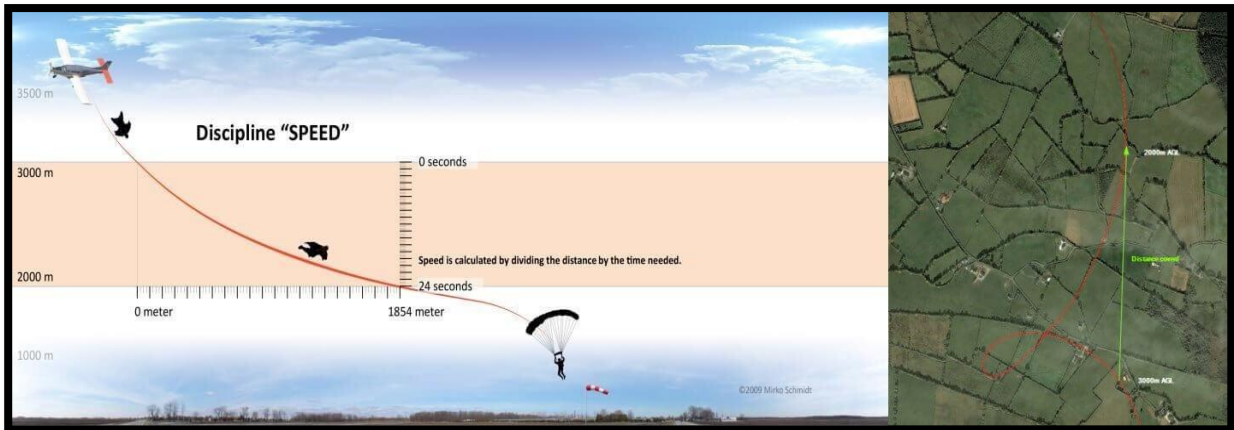 3500 m
Discipline "SPEED"
0 seconds
3000 m
2000 m
Speed is calculated by dividing the distance by the time needed.
24 seconds
0 meter
1854 meter
1000 m
©2009 Mirko Schmidt
2000m AGL
Distance
3000m AGL